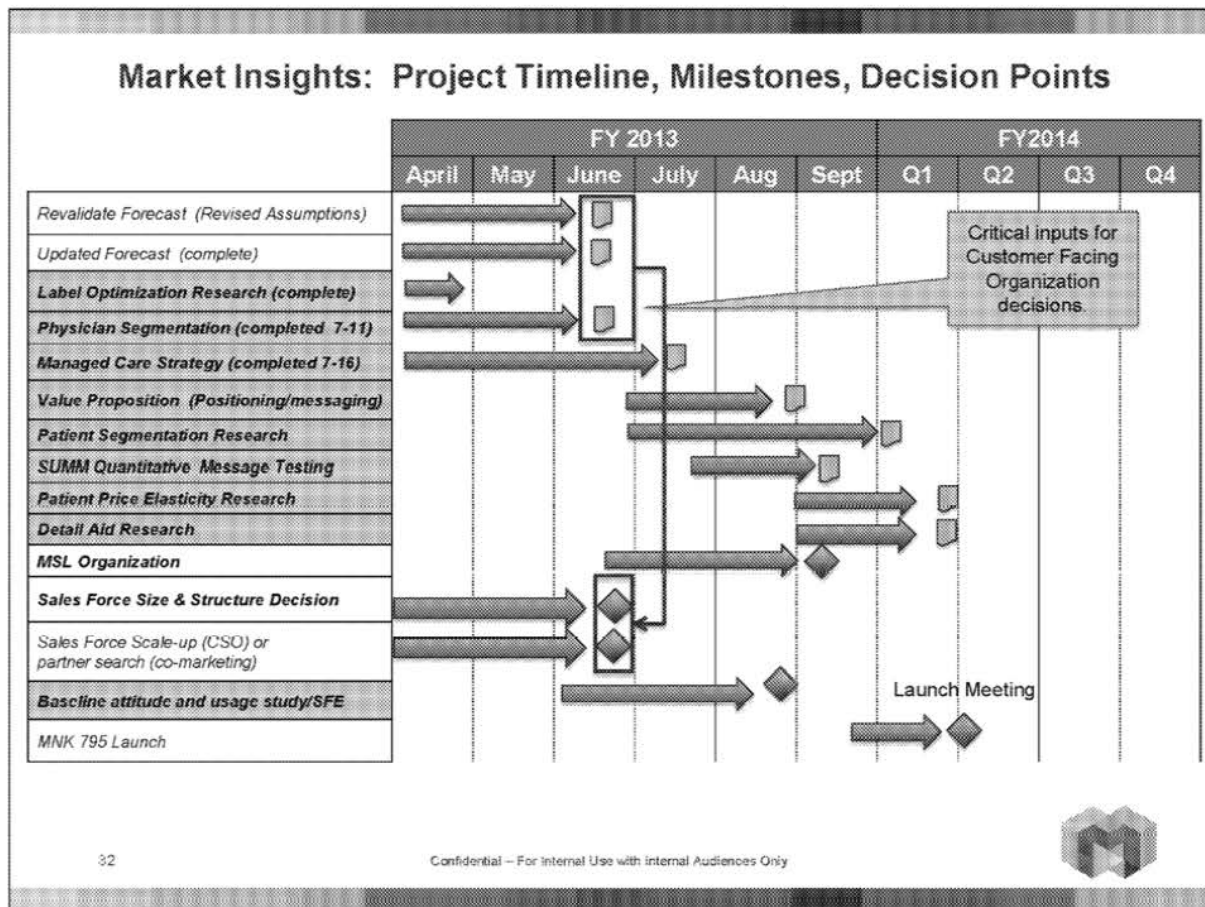 Market Insights: Project Timeline, Milestones, Decision Points
FY 2013
FY2014
April
May
June
July
Aug
Sept
Q1
Q2
Q3
Q4
Revalidate Forecast (Revised Assumptions)
Updated Forecast (complete)
Label Optimization Research (complete)
Physician Segmentation (completed 7-11)
Managed Care Strategy (completed 7-16)
Value Proposition (Positioning/messaging)
Patient Segmentation Research
SUMM Quantitative Message Testing
Patient Price Elasticity Research
Detail Aid Research
MSL Organization
Sales Force Size & Structure Decision
Sales Force Scale-up (CSO) or
partner search (co-marketing)
Baseline attitude and usage study/SFE
MNK 795 Launch
Critical inputs for
Customer Facing
Organization
decisions.
Launch Meeting
32
Confidential – For Internal Use with Internal Audiences Only